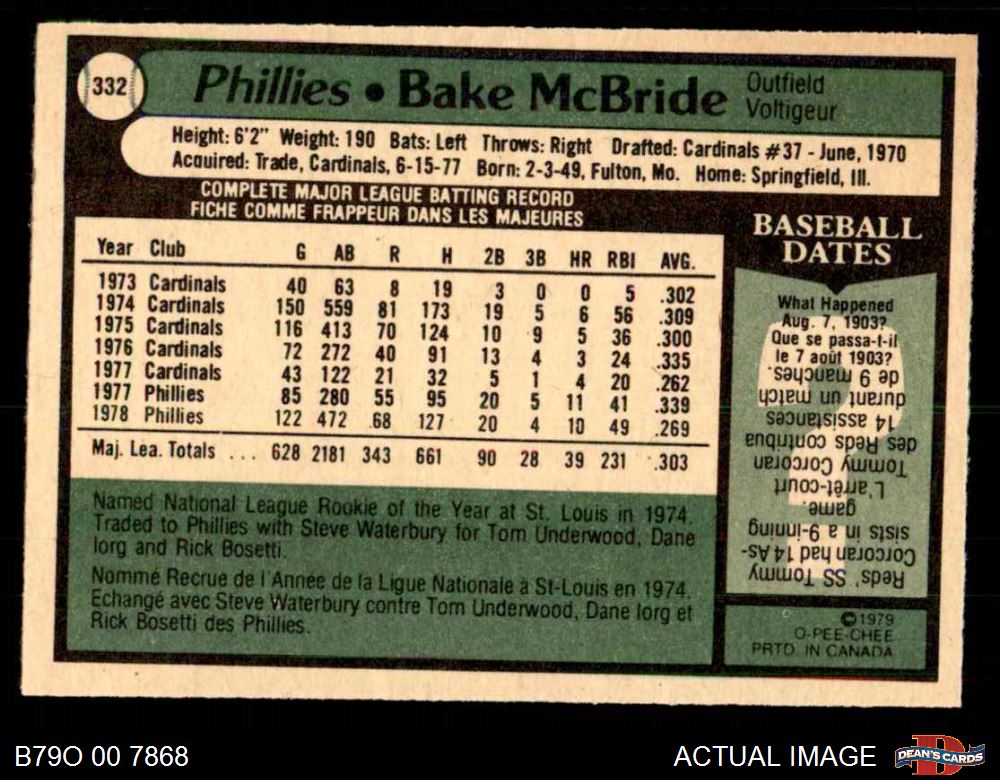 332
Phillies • Bake McBride
Outfield
Voltigeur
Height: 6'2" Weight: 190 Bats: Left Throws: Right Drafted: Cardinals #37 - June, 1970
Acquired: Trade, Cardinals, 6-15-77 Born: 2-3-49, Fulton, Mo. Home: Springfield, Ill.
COMPLETE MAJOR LEAGUE BATTING RECORD
FICHE COMME FRAPPEUR DANS LES MAJEURES
Year Club G AB R H 2B 3B HR RBI AVG.
1973 Cardinals 40 63 8 19 3 0 0 5 .302
1974 Cardinals 150 559 81 173 19 5 6 56 .309
1975 Cardinals 116 413 70 124 10 9 5 36 .300
1976 Cardinals 72 272 40 91 13 4 3 24 .335
1977 Cardinals 43 122 21 32 5 1 4 20 .262
1977 Phillies 85 280 55 95 20 5 11 41 .339
1978 Phillies 122 472 68 127 20 4 10 49 .269
Maj. Lea. Totals ... 628 2181 343 661 90 28 39 231 .303
Named National League Rookie of the Year at St. Louis in 1974.
Traded to Phillies with Steve Waterbury for Tom Underwood, Dane
Iorg and Rick Bosetti.
Nommé Recrue de l'Année de la Ligue Nationale à St-Louis en 1974.
Echangé avec Steve Waterbury contre Tom Underwood, Dane Iorg et
Rick Bosetti des Phillies.
BASEBALL
DATES
What Happened
Aug. 7, 1903?
Que se passa-t-il
le 7 août 1903?
Reds' SS Tommy
Corcoran had 14 As-
sists in a 9-inning
game.
L'arrêt-court
Tommy Corcoran
des Reds contribua
14 assistances
durant un match
de 9 manches.
©1979
O-PEE-CHEE
PRTD. IN CANADA
B79O 00 7868
ACTUAL IMAGE
DEAN'S CARDS